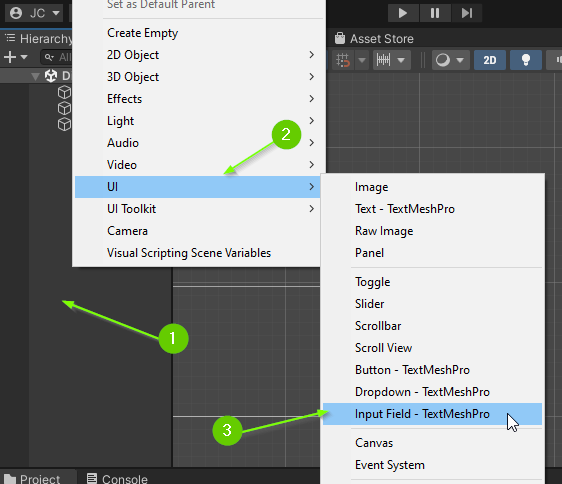 JC
Set as Default Parent
Hierarchy
Asset Store
Create Empty
All
2D Object
3D Object
2D
Effects
Light
Audio
2
Video
UI
Image
UI Toolkit
Text - TextMeshPro
Camera
Raw Image
Visual Scripting Scene Variables
Panel
Toggle
Slider
1
Scrollbar
Scroll View
Button - TextMeshPro
Dropdown - TextMeshPro
Input Field - TextMeshPro
3
Canvas
Event System
Project
Console